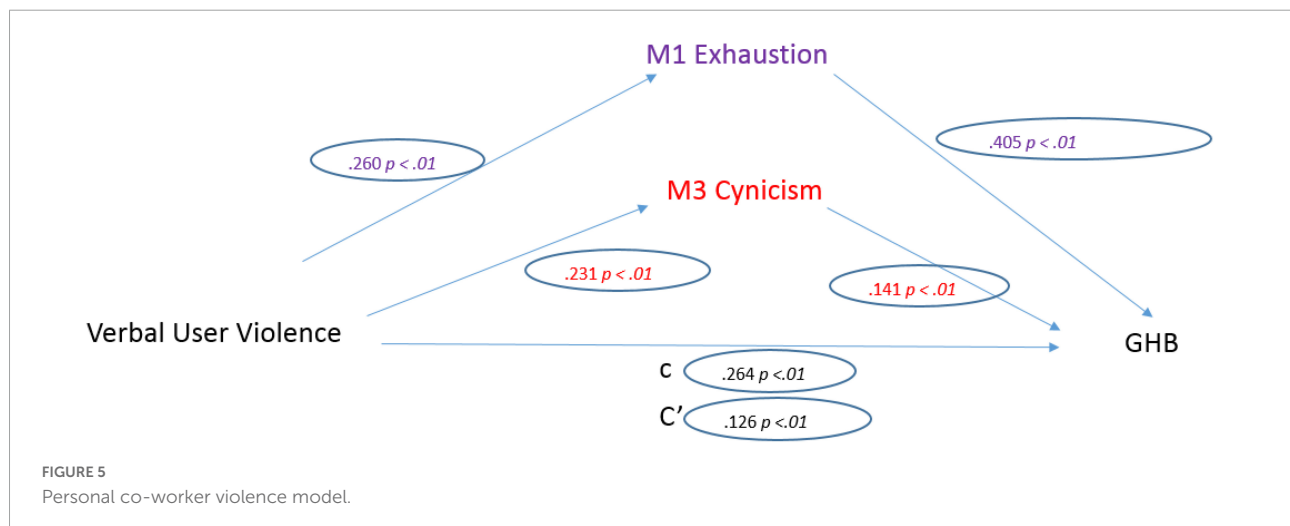 M1 Exhaustion
.260 p < .01
.405 p < .01
M3 Cynicism
.231 p < .01
.141 p < .01
Verbal User Violence
GHB
c
.264 p <.01
C’
.126 p <.01
FIGURE 5
Personal co-worker violence model.